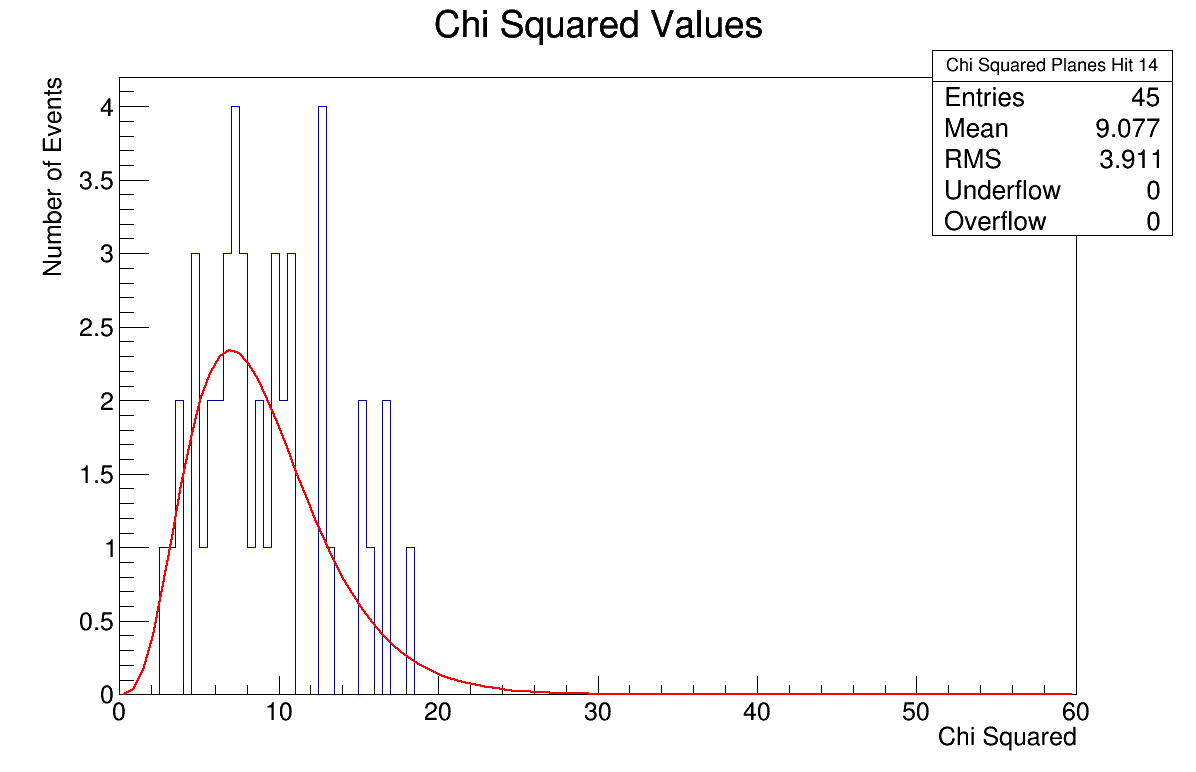 Chi Squared Values
Chi Squared Planes Hit 14
Entries 45
Mean 9.077
RMS 3.911
Underflow 0
Overflow 0
Number of Events
4
3.5
3
2.5
2
1.5
1
0.5
0
0 10 20 30 40 50 60
Chi Squared